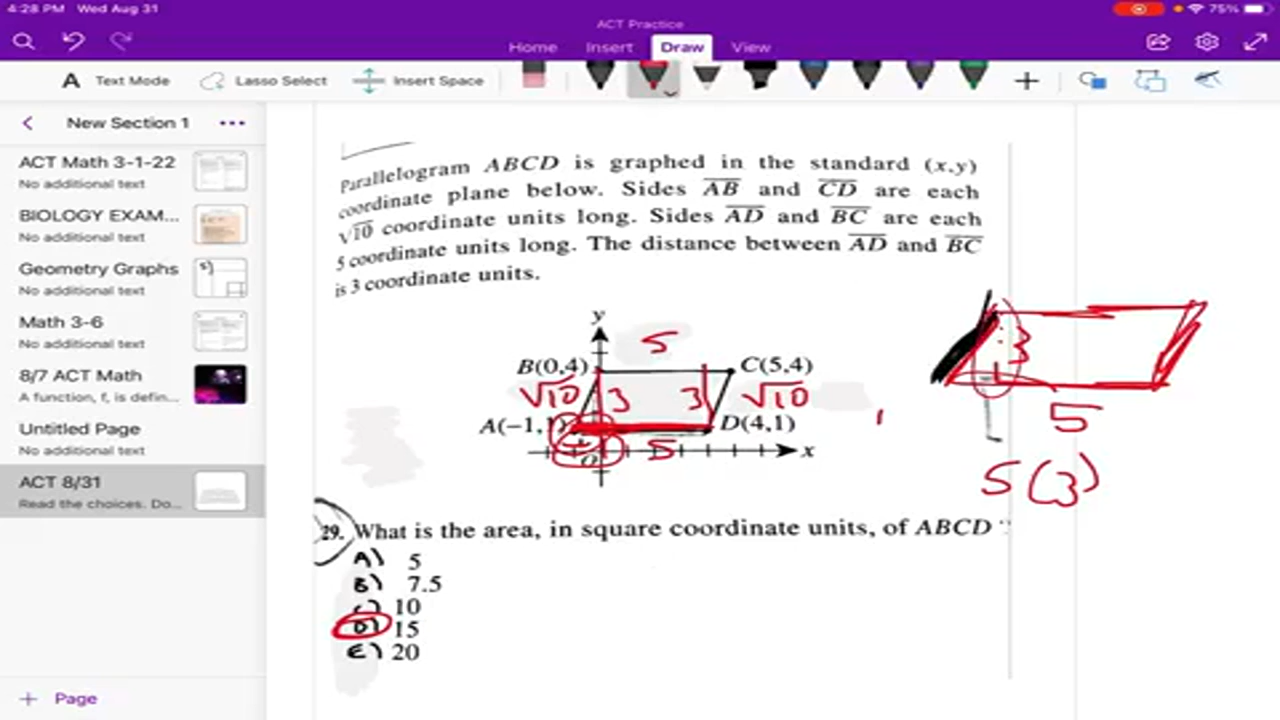 4:28 PM Wed Aug 31
75%
ACT Practice
Home Insert Draw View
A Text Mode Lasso Select Insert Space
New Section 1
ACT Math 3-1-22
No additional text
BIOLOGY EXAM...
No additional text
Geometry Graphs
No additional text
Math 3-6
No additional text
8/7 ACT Math
A function, f, is defin...
Untitled Page
No additional text
ACT 8/31
Read the choices. Do...
+ Page
Parallelogram ABCD is graphed in the standard (x,y)
coordinate plane below. Sides AB and CD are each
√10 coordinate units long. Sides AD and BC are each
5 coordinate units long. The distance between AD and BC
is 3 coordinate units.
y
5
B(0,4) C(5,4)
√10 3 3 √10
A(−1,1) D(4,1)
O 5 x
3
5
5(3)
29. What is the area, in square coordinate units, of ABCD ?
A) 5
B) 7.5
C) 10
D) 15
E) 20